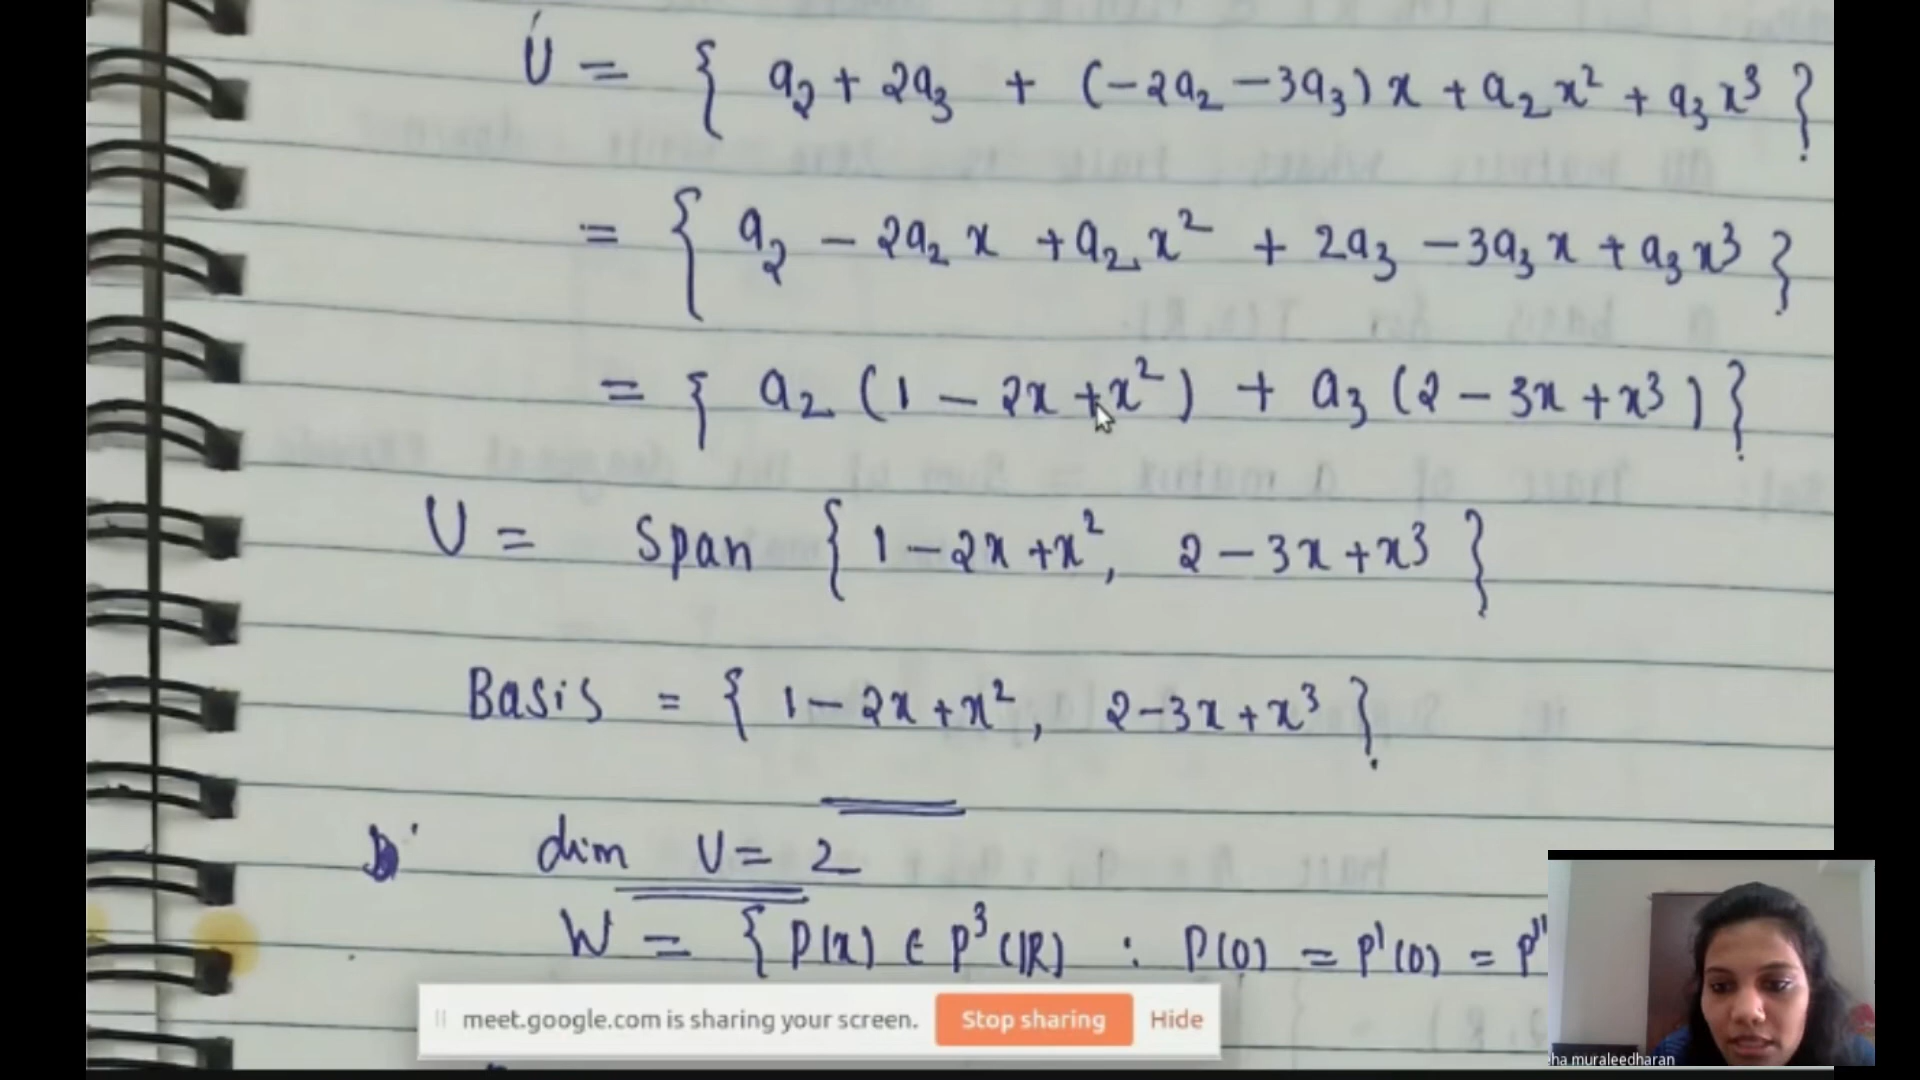 U = { a₂ + 2a₃ + (-2a₂ - 3a₃) x + a₂x² + a₃x³ }
= { a₂ - 2a₂x + a₂x² + 2a₃ - 3a₃x + a₃x³ }
= { a₂ (1 - 2x + x²) + a₃ (2 - 3x + x³) }
U = Span { 1 - 2x + x², 2 - 3x + x³ }
Basis = { 1 - 2x + x², 2 - 3x + x³ }.
dim U = 2
W = { P(x) ∈ P³(IR) : P(0) = P'(0) = P''
meet.google.com is sharing your screen. Stop sharing Hide
muraleedharan